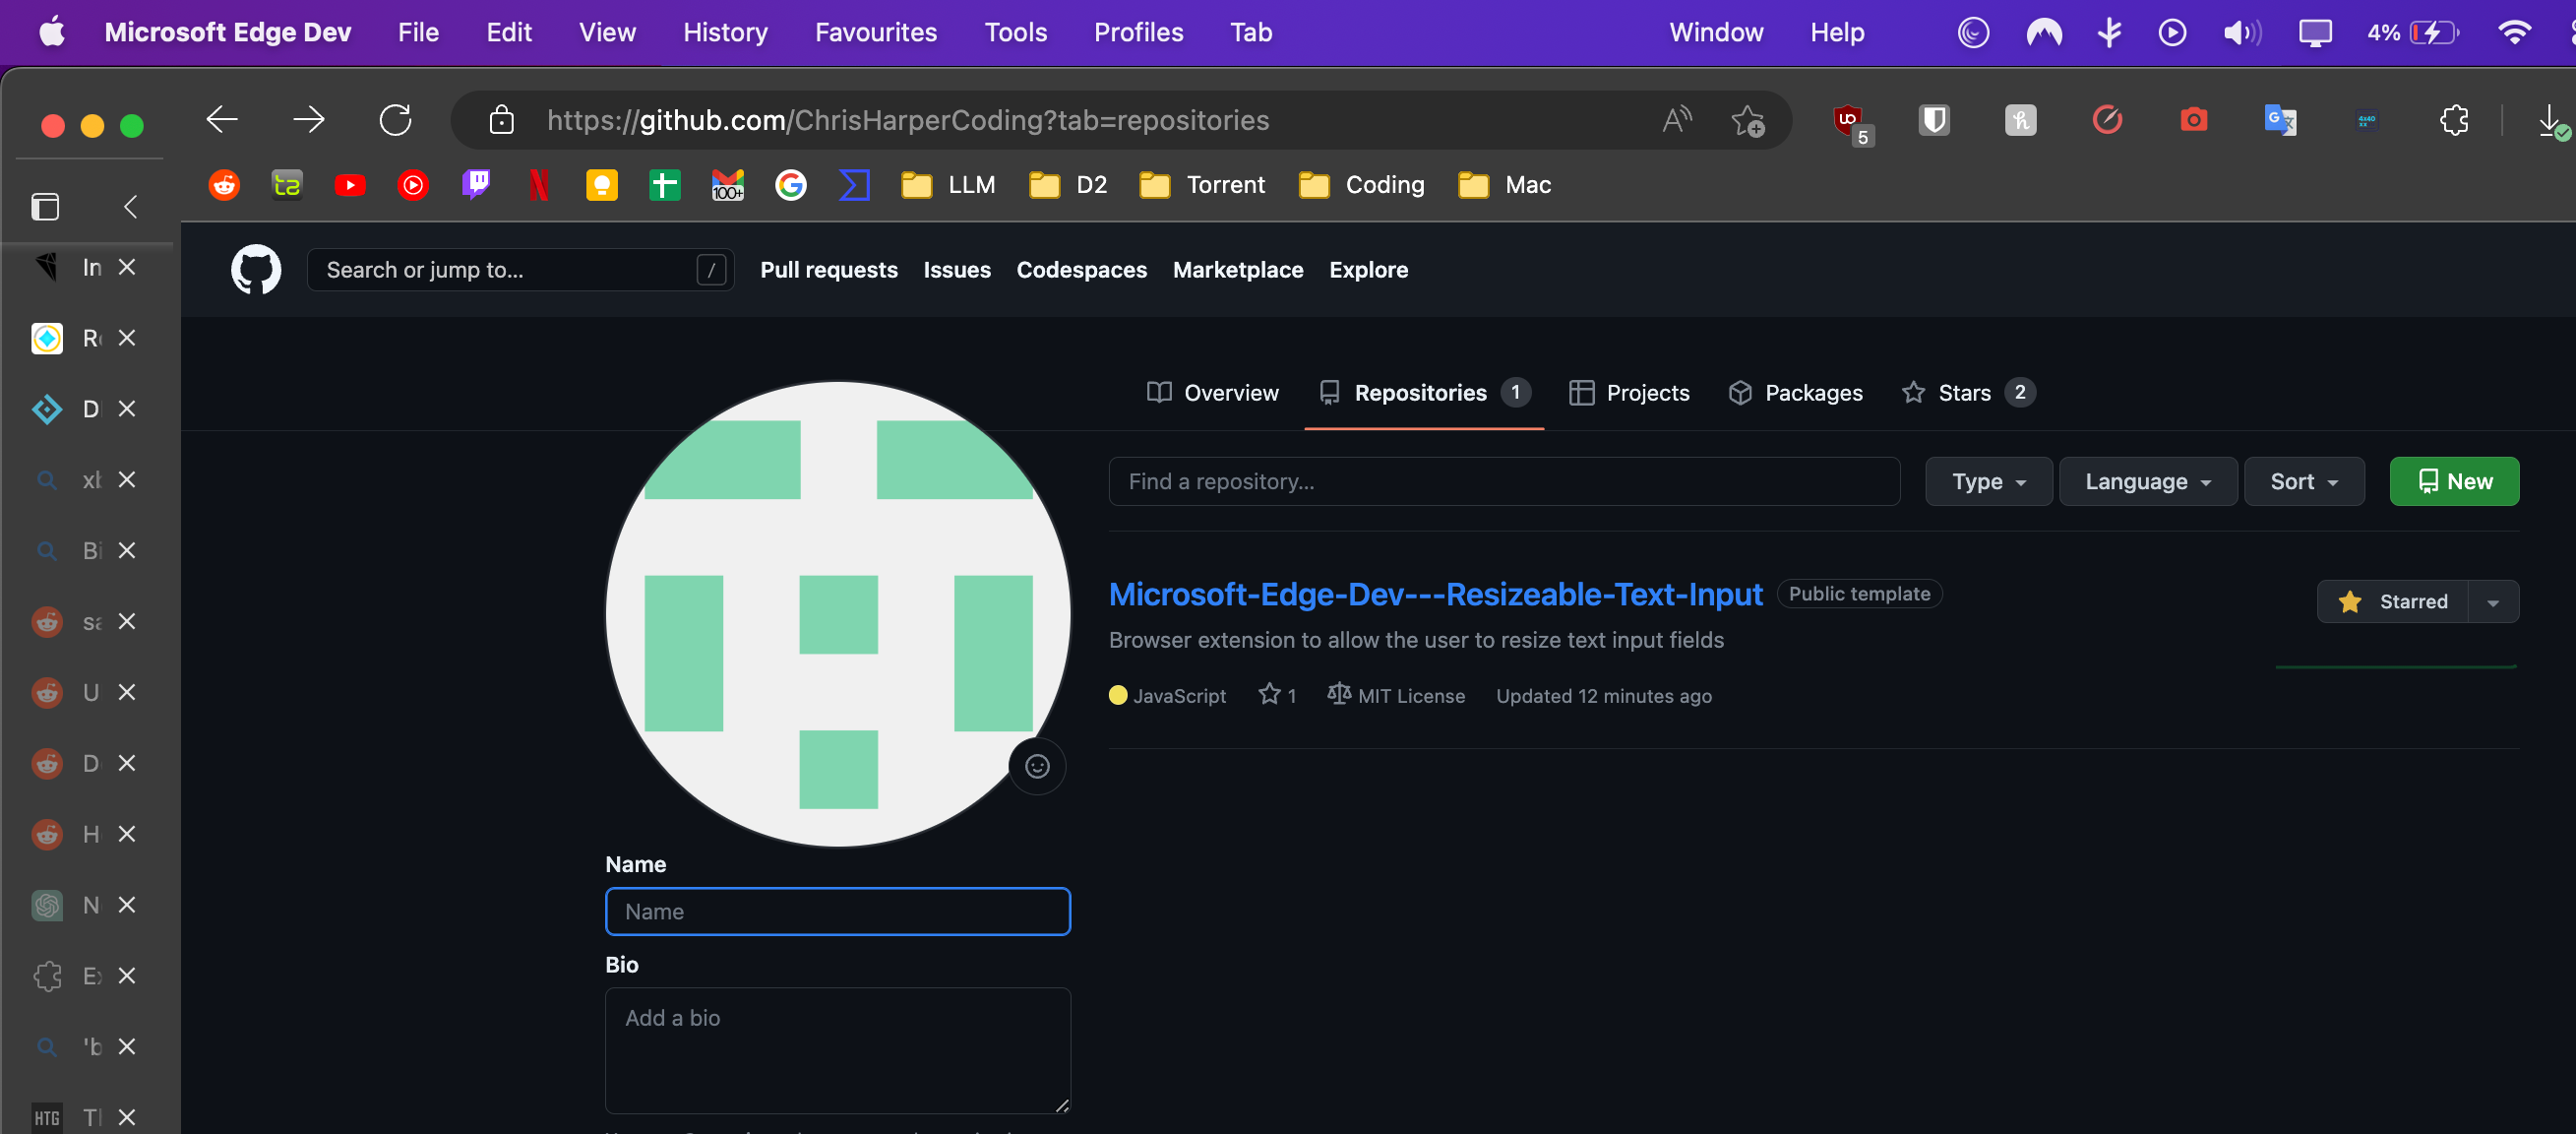 Microsoft Edge Dev File Edit View History Favourites Tools Profiles Tab Window Help 4%
https://github.com/ChrisHarperCoding?tab=repositories
5
100+ LLM D2 Torrent Coding Mac
Search or jump to... / Pull requests Issues Codespaces Marketplace Explore
In
D
U
D
H
N
'b
HTG
Overview Repositories 1 Projects Packages Stars 2
Find a repository... Type Language Sort New
Microsoft-Edge-Dev---Resizeable-Text-Input Public template Starred
Browser extension to allow the user to resize text input fields
JavaScript 1 MIT License Updated 12 minutes ago
Name
Name
Bio
Add a bio